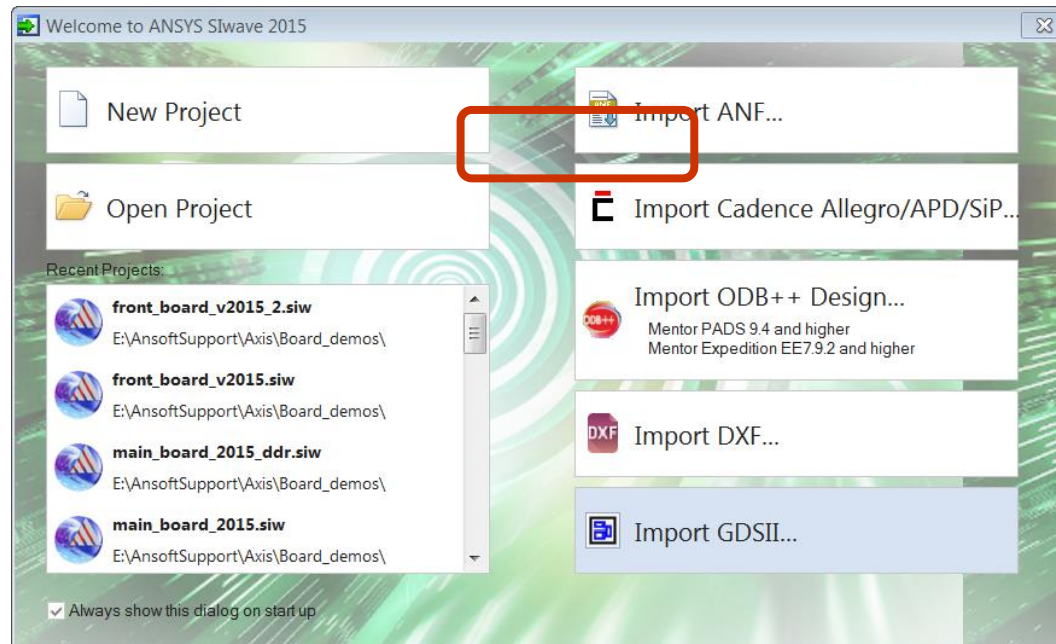 Welcome to ANSYS SIwave 2015
New Project
Open Project
Recent Projects:
front_board_v2015_2.siw
E:\AnsoftSupport\Axis\Board_demos\
front_board_v2015.siw
E:\AnsoftSupport\Axis\Board_demos\
main_board_2015_ddr.siw
E:\AnsoftSupport\Axis\Board_demos\
main_board_2015.siw
E:\AnsoftSupport\Axis\Board_demos\
Always show this dialog on start up
Import ANF...
Import Cadence Allegro/APD/SiP...
ODB++
Import ODB++ Design...
Mentor PADS 9.4 and higher
Mentor Expedition EE7.9.2 and higher
DXF
Import DXF...
Import GDSII...